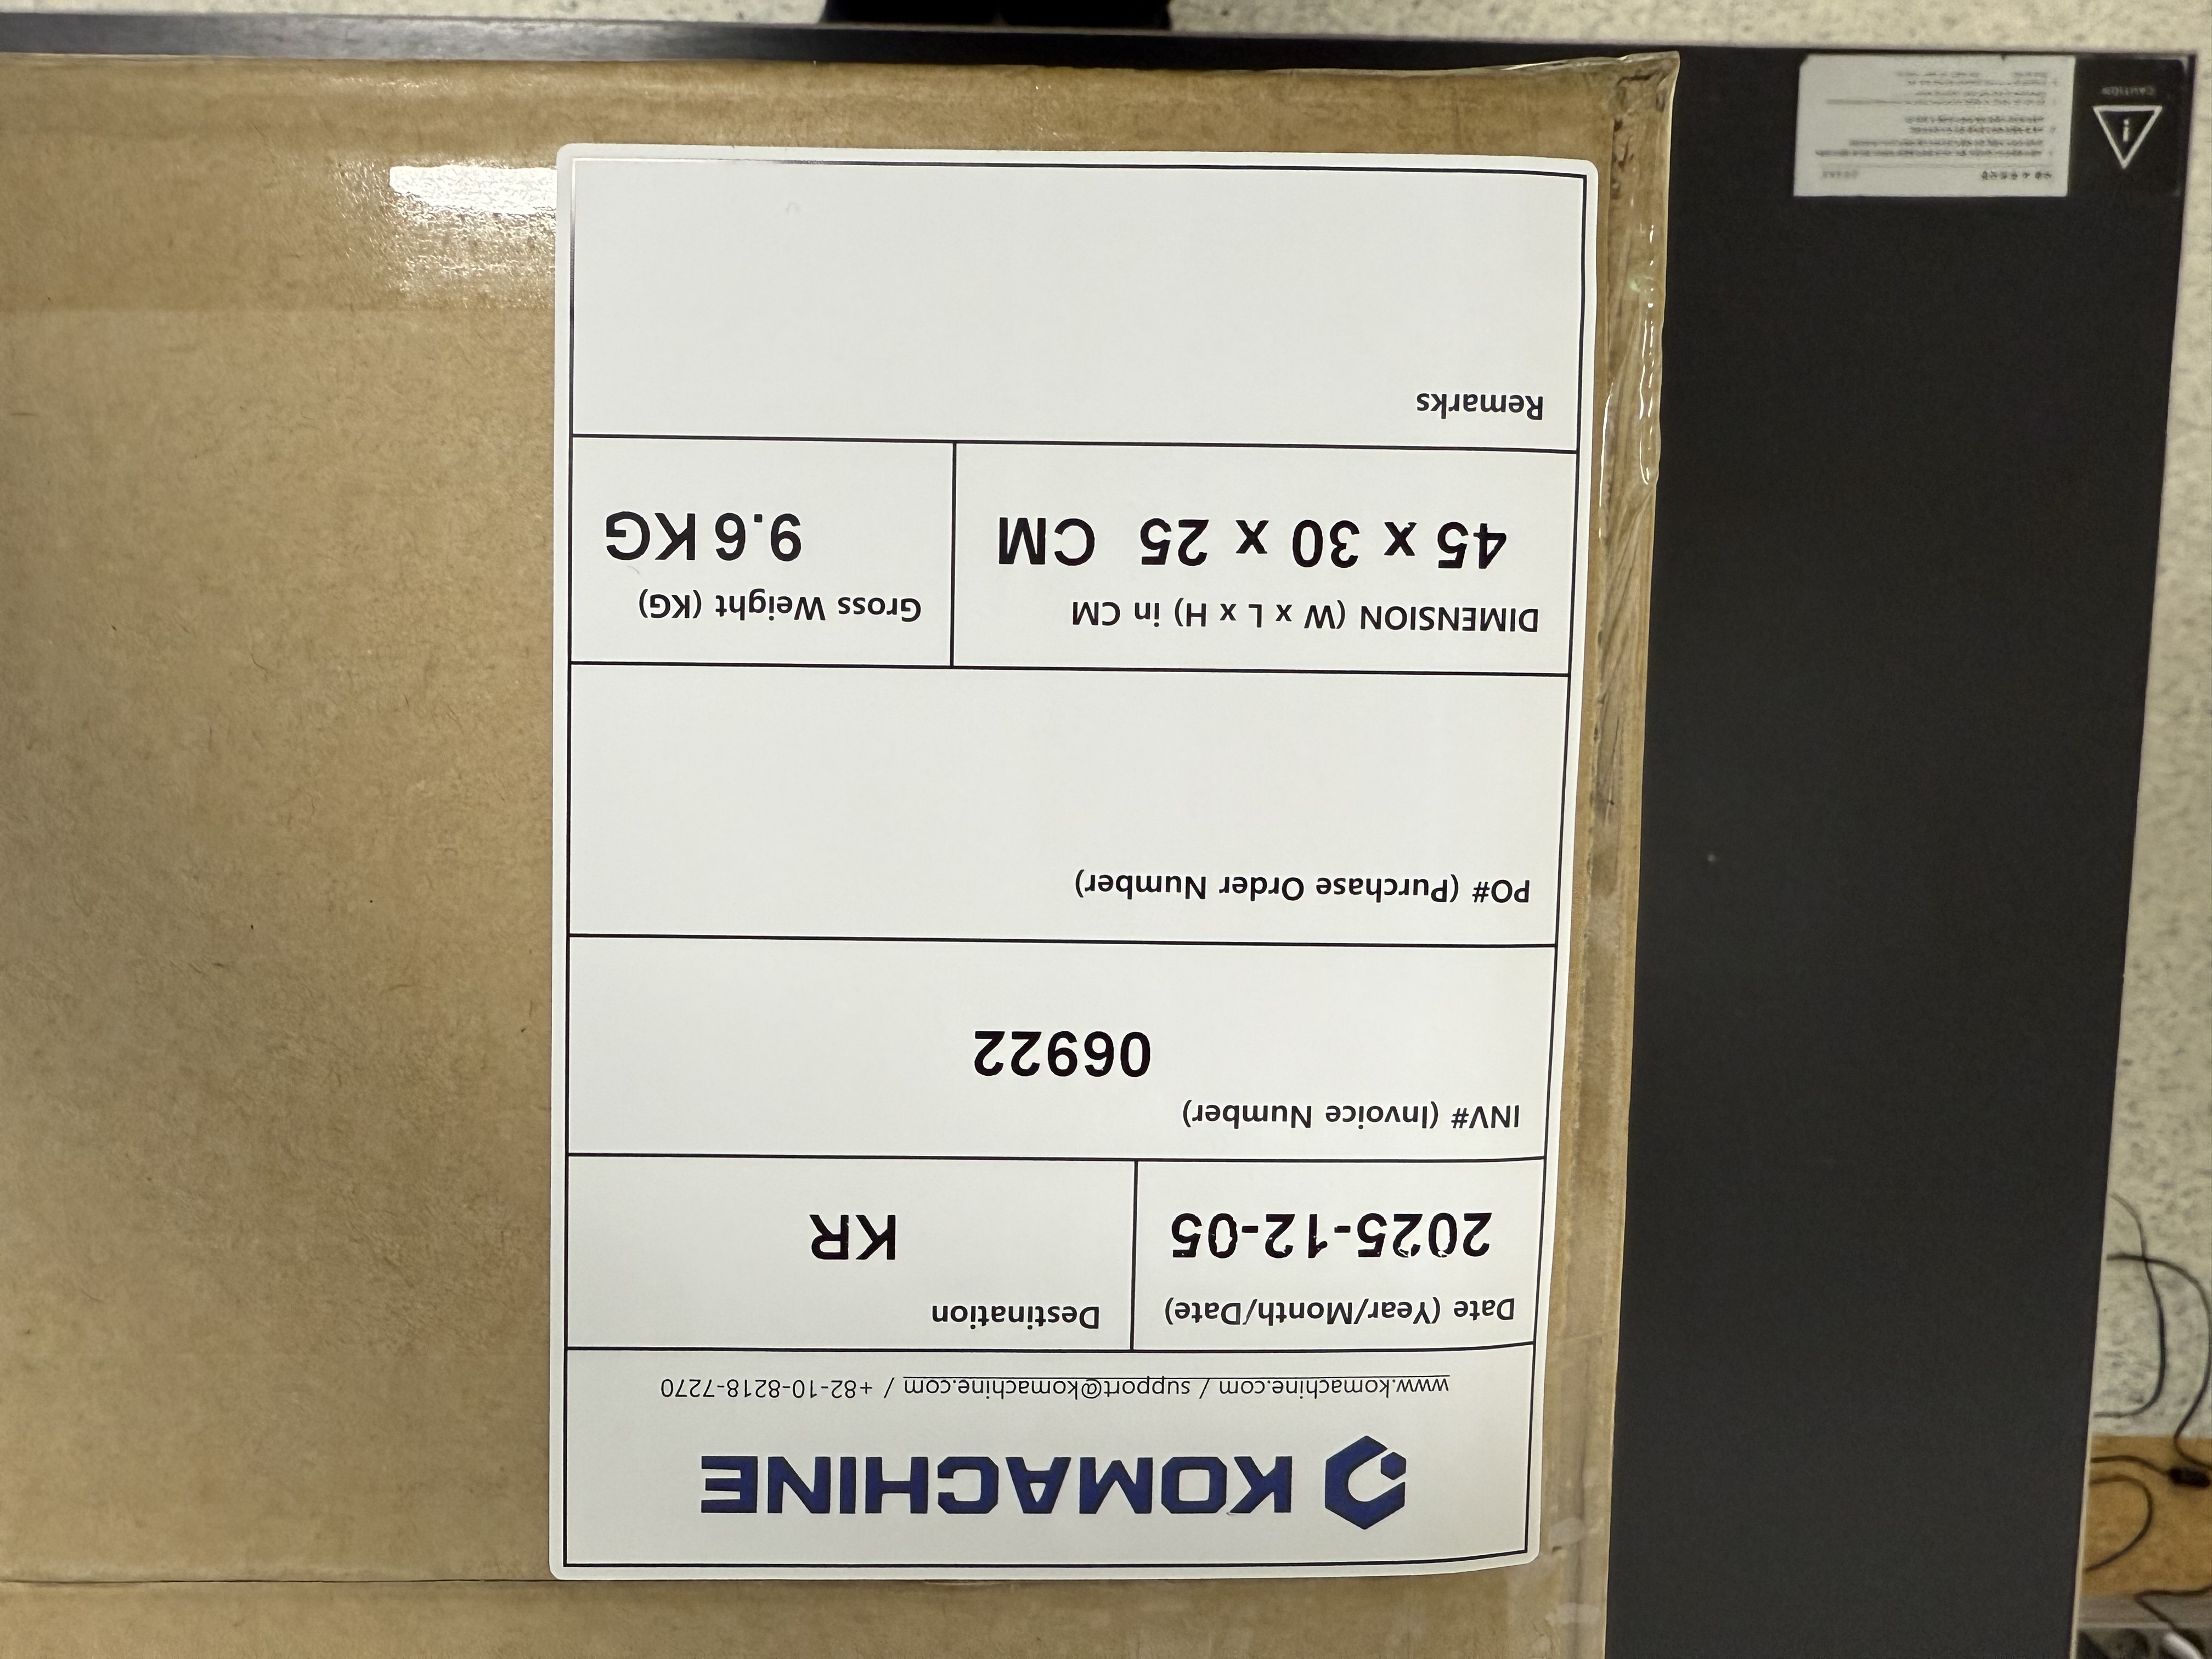 KOMACHINE
www.komachine.com / support@komachine.com / +82-10-8218-7270
Date (Year/Month/Date)
2025-12-05
Destination
KR
INV# (Invoice Number)
06922
PO# (Purchase Order Number)
DIMENSION (W x L x H) in CM
45 x 30 x 25 CM
Gross Weight (KG)
9.6 KG
Remarks
CAUTION